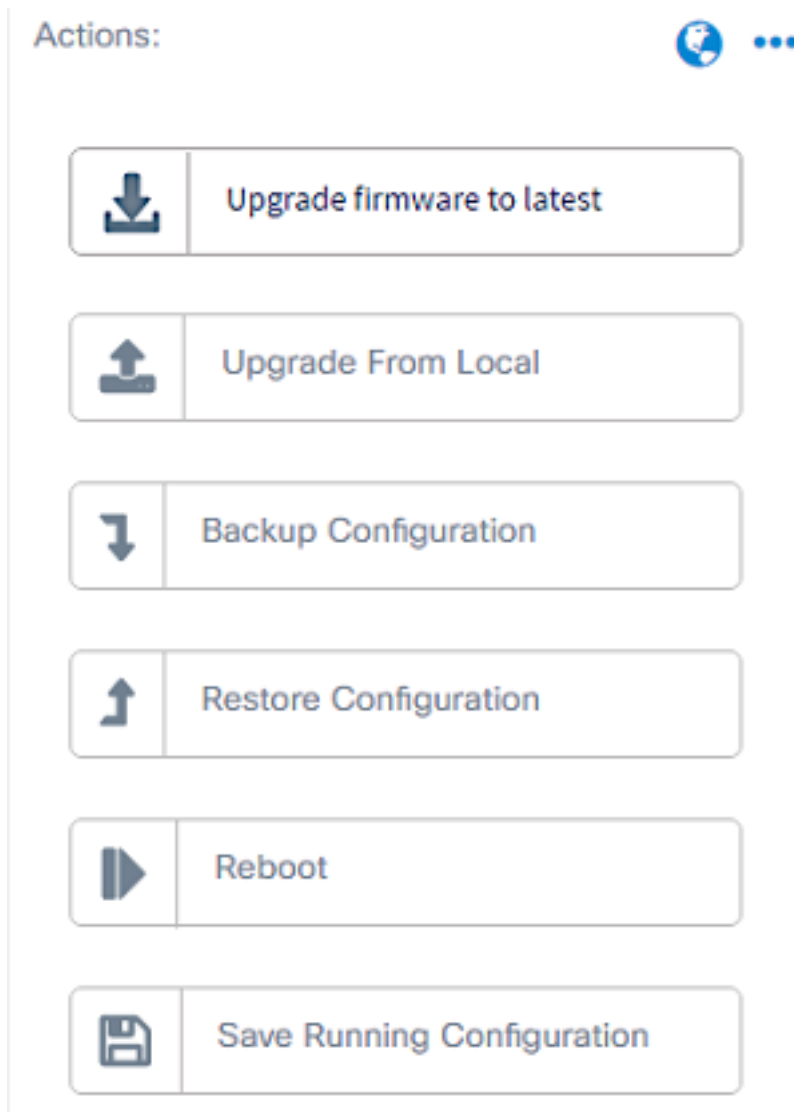 Actions:
Upgrade firmware to latest
Upgrade From Local
Backup Configuration
Restore Configuration
Reboot
Save Running Configuration